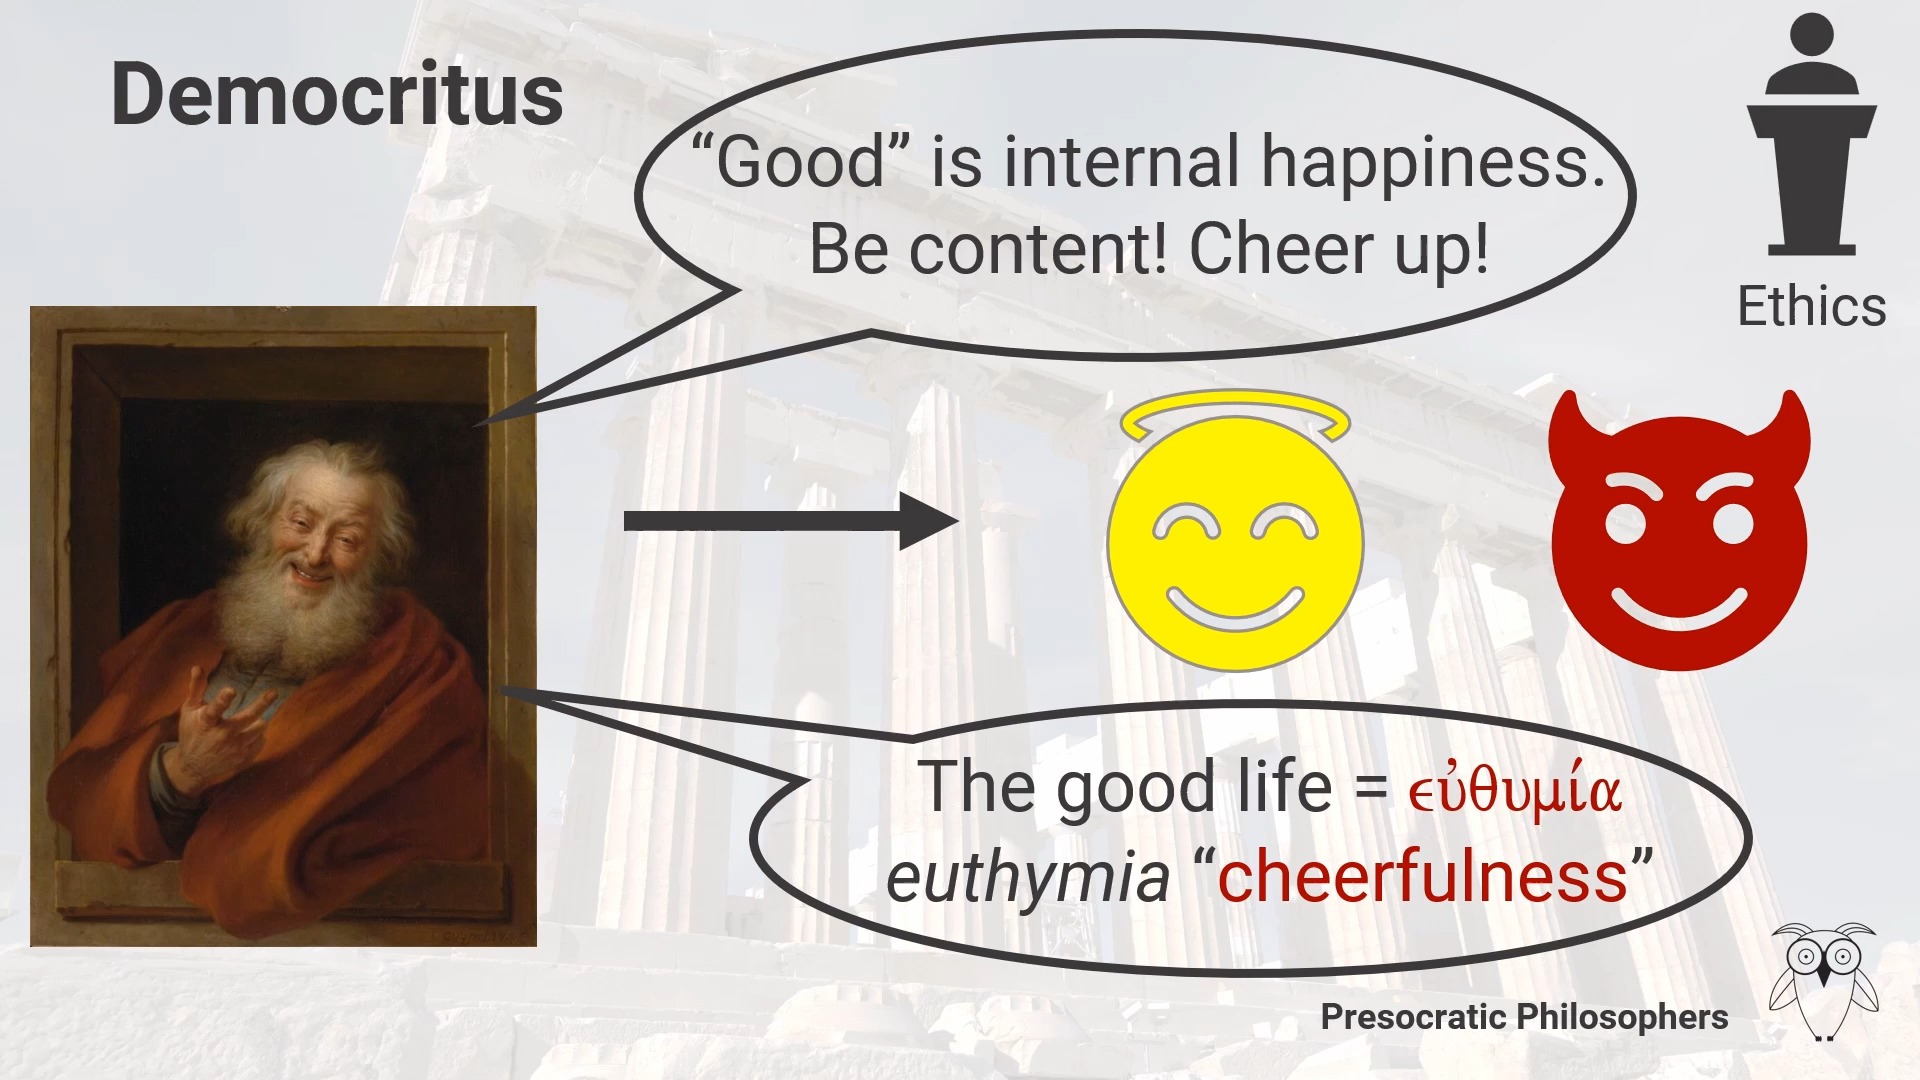 Democritus
“Good” is internal happiness.
Be content! Cheer up!
Ethics
The good life = εὐθυμία
euthymia “cheerfulness”
Presocratic Philosophers